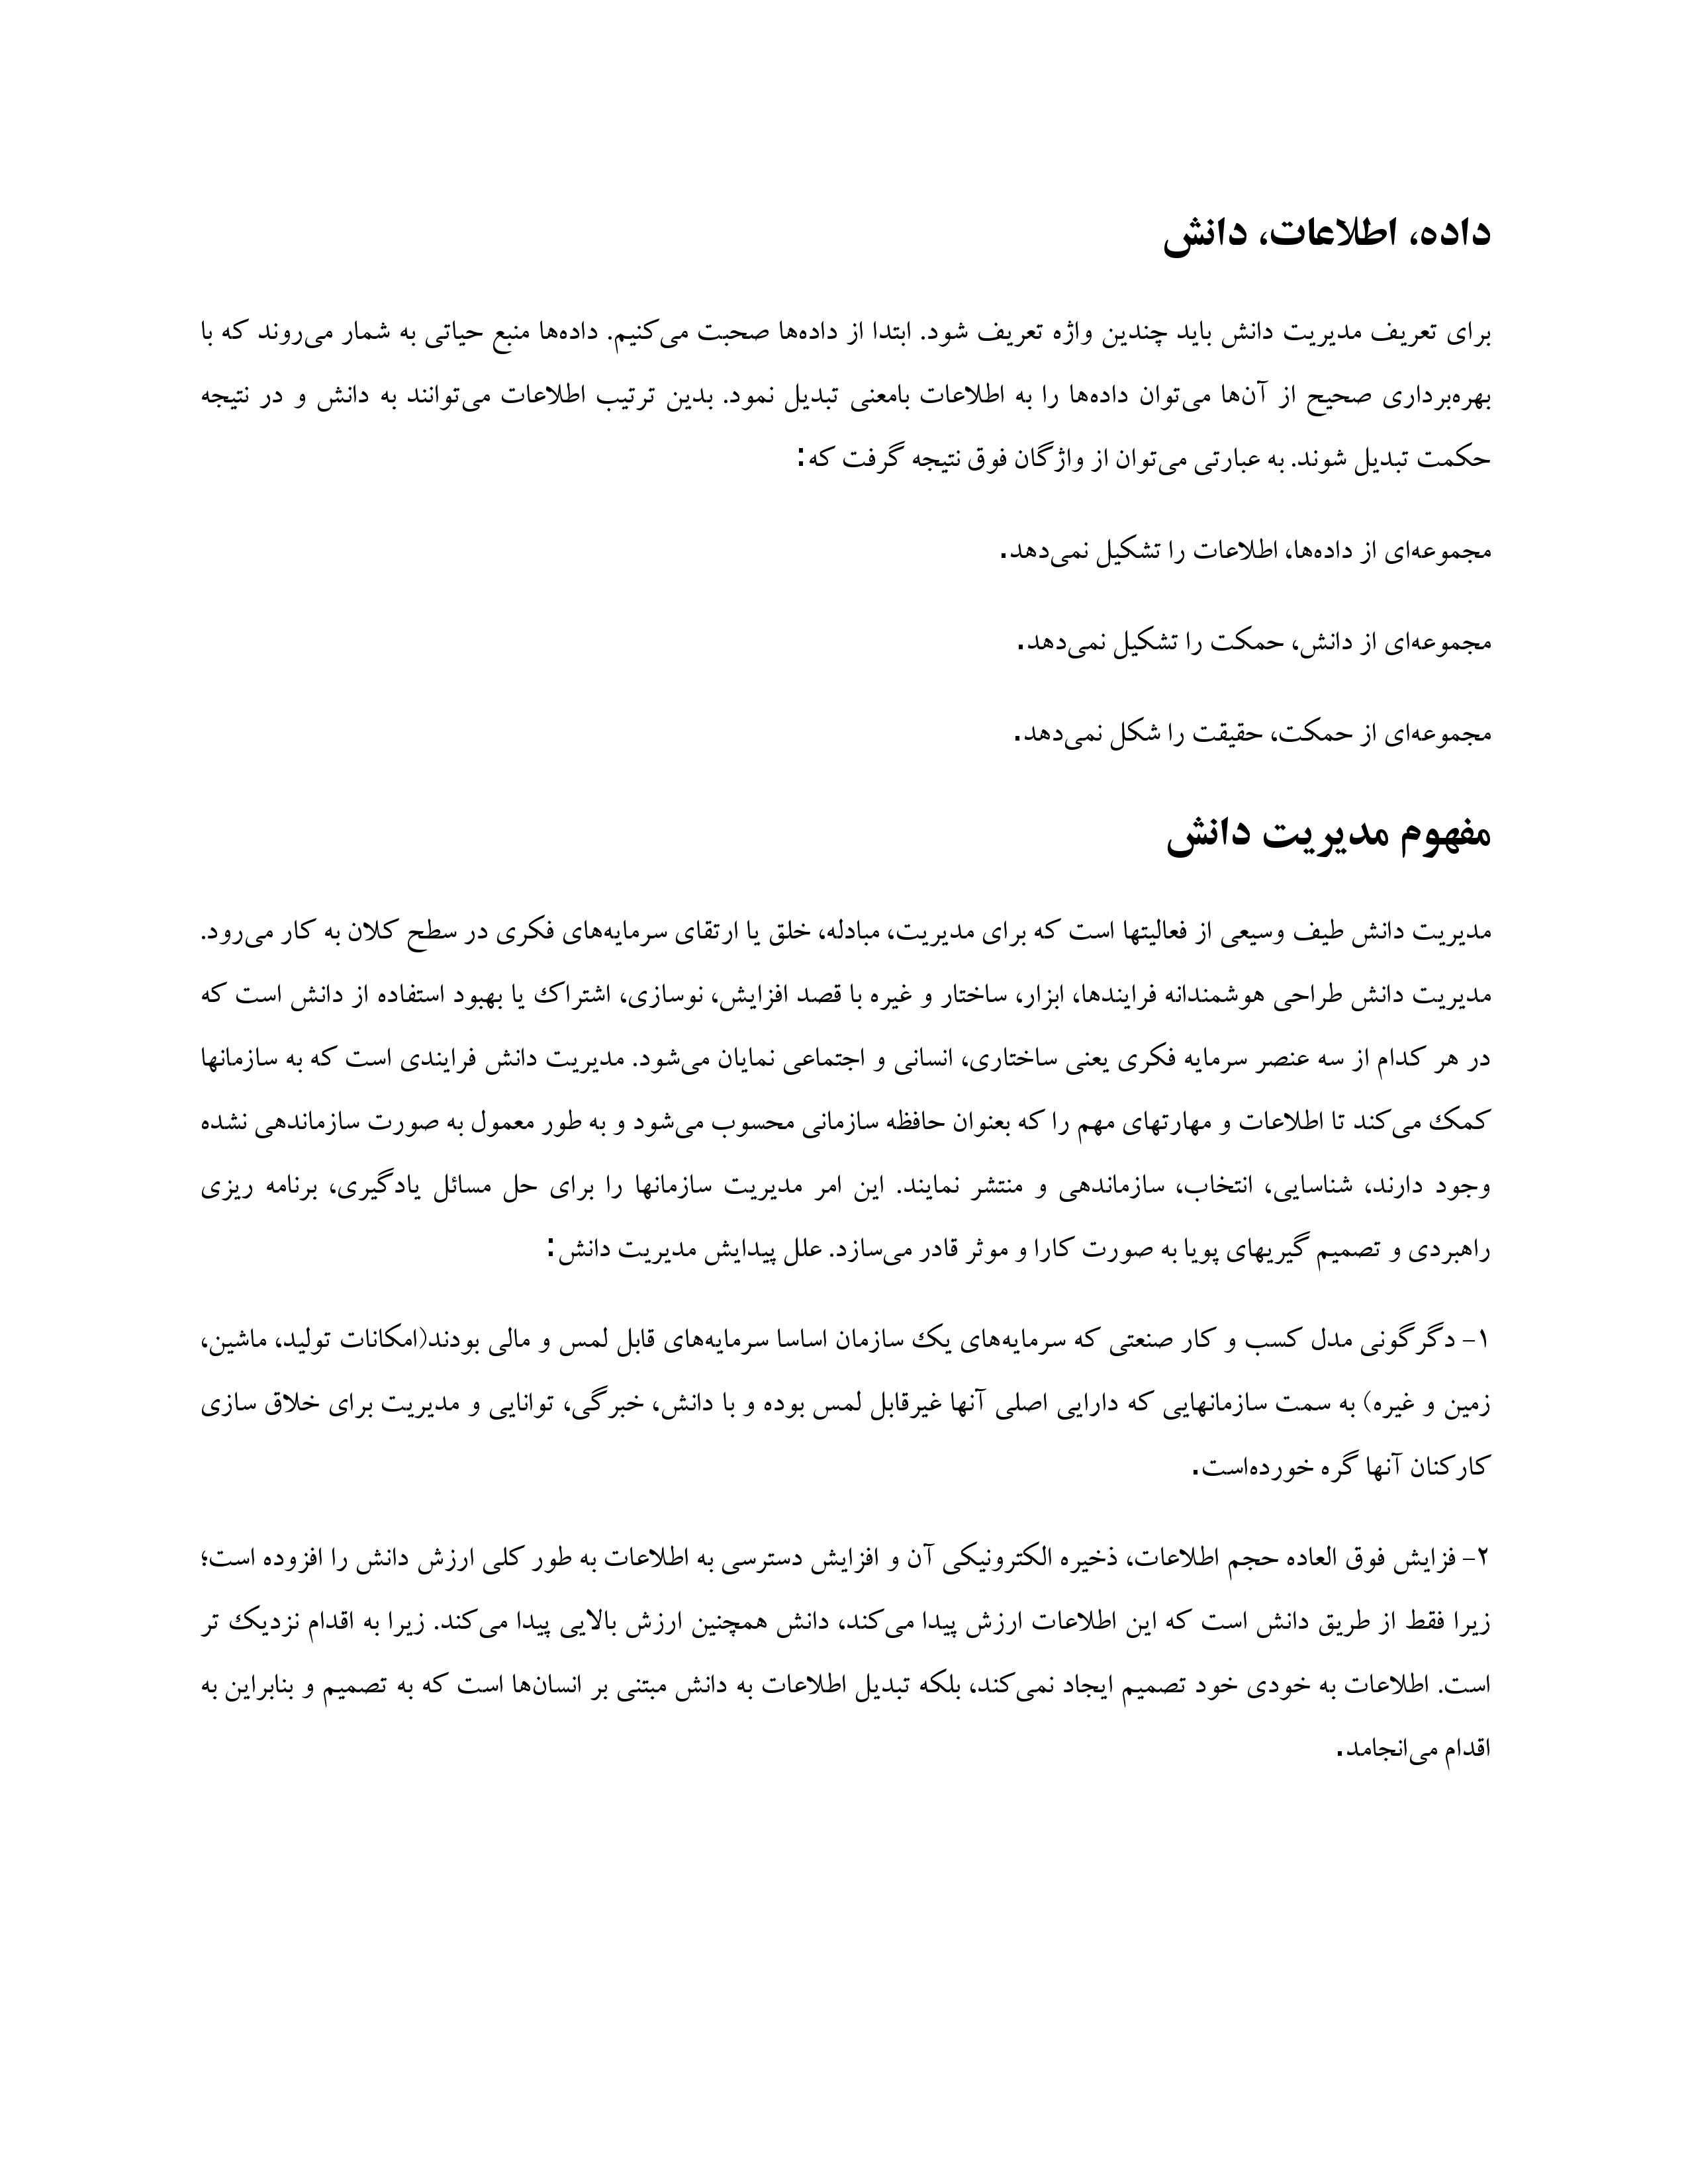 داده، اطلاعات، دانش
برای تعریف مدیریت دانش باید چندین واژه تعریف شود. ابتدا از داده‌ها صحبت می‌کنیم. داده‌ها منبع حیاتی به شمار می‌روند که با
بهره‌برداری صحیح از آن‌ها می‌توان داده‌ها را به اطلاعات بامعنی تبدیل نمود. بدین ترتیب اطلاعات می‌توانند به دانش و در نتیجه
حکمت تبدیل شوند. به عبارتی می‌توان از واژگان فوق نتیجه گرفت که:
مجموعه‌ای از داده‌ها، اطلاعات را تشکیل نمی‌دهد.
مجموعه‌ای از دانش، حمکت را تشکیل نمی‌دهد.
مجموعه‌ای از حمکت، حقیقت را شکل نمی‌دهد.
مفهوم مدیریت دانش
مدیریت دانش طیف وسیعی از فعالیتها است که برای مدیریت، مبادله، خلق یا ارتقای سرمایه‌های فکری در سطح کلان به کار می‌رود.
مدیریت دانش طراحی هوشمندانه فرایندها، ابزار، ساختار و غیره با قصد افزایش، نوسازی، اشتراک یا بهبود استفاده از دانش است که
در هر کدام از سه عنصر سرمایه فکری یعنی ساختاری، انسانی و اجتماعی نمایان می‌شود. مدیریت دانش فرایندی است که به سازمانها
کمک می‌کند تا اطلاعات و مهارتهای مهم را که بعنوان حافظه سازمانی محسوب می‌شود و به طور معمول به صورت سازماندهی نشده
وجود دارند، شناسایی، انتخاب، سازماندهی و منتشر نمایند. این امر مدیریت سازمانها را برای حل مسائل یادگیری، برنامه ریزی
راهبردی و تصمیم گیریهای پویا به صورت کارا و موثر قادر می‌سازد. علل پیدایش مدیریت دانش:
۱- دگرگونی مدل کسب و کار صنعتی که سرمایه‌های یک سازمان اساسا سرمایه‌های قابل لمس و مالی بودند(امکانات تولید، ماشین،
زمین و غیره) به سمت سازمانهایی که دارایی اصلی آنها غیرقابل لمس بوده و با دانش، خبرگی، توانایی و مدیریت برای خلاق سازی
کارکنان آنها گره خورده‌است.
۲- فزایش فوق العاده حجم اطلاعات، ذخیره الکترونیکی آن و افزایش دسترسی به اطلاعات به طور کلی ارزش دانش را افزوده است؛
زیرا فقط از طریق دانش است که این اطلاعات ارزش پیدا می‌کند، دانش همچنین ارزش بالایی پیدا می‌کند. زیرا به اقدام نزدیک تر
است. اطلاعات به خودی خود تصمیم ایجاد نمی‌کند، بلکه تبدیل اطلاعات به دانش مبتنی بر انسان‌ها است که به تصمیم و بنابراین به
اقدام می‌انجامد.